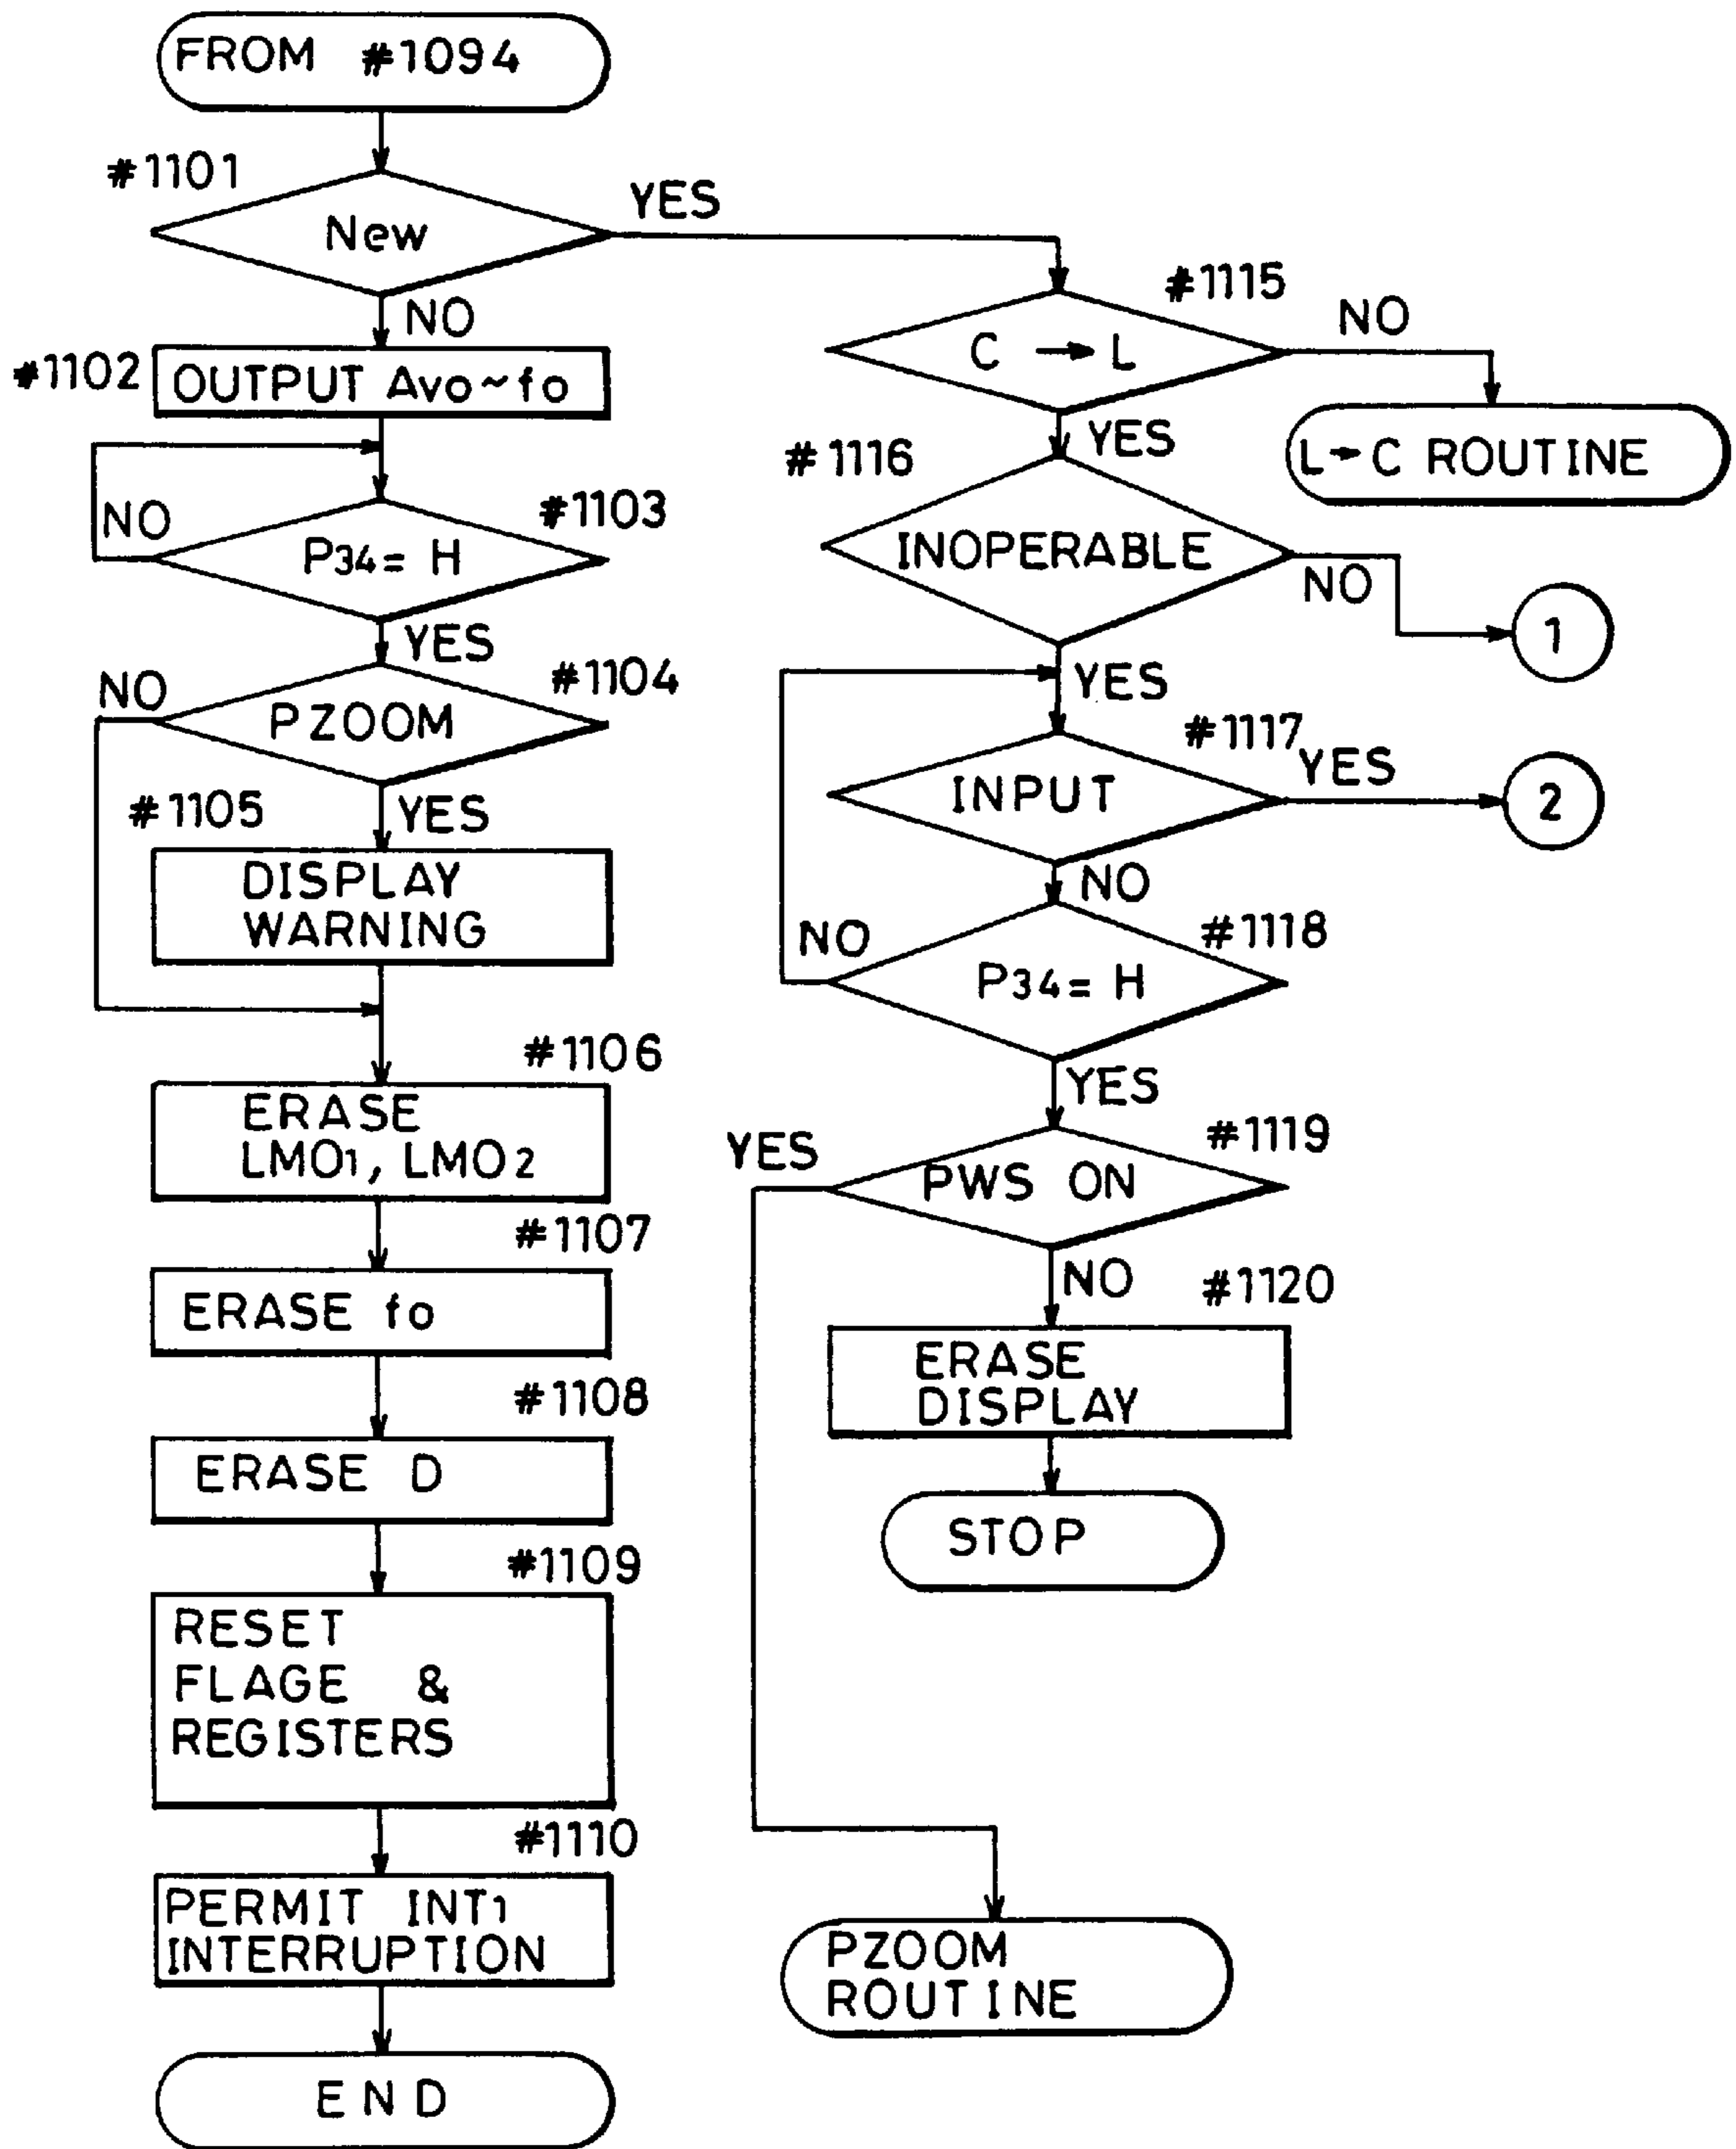 FROM #1094
#1101
New
YES
NO
#1102
OUTPUT Avo~fo
NO
#1103
P34= H
YES
NO
#1104
PZOOM
#1105
YES
DISPLAY
WARNING
#1106
ERASE
LMO1, LMO2
#1107
ERASE fo
#1108
ERASE D
#1109
RESET
FLAGE &
REGISTERS
#1110
PERMIT INT1
INTERRUPTION
END
#1115
C → L
NO
L→C ROUTINE
YES
#1116
INOPERABLE
NO
1
YES
#1117
INPUT
YES
2
NO
NO
#1118
P34= H
YES
YES
#1119
PWS ON
NO
#1120
ERASE
DISPLAY
STOP
PZOOM
ROUTINE